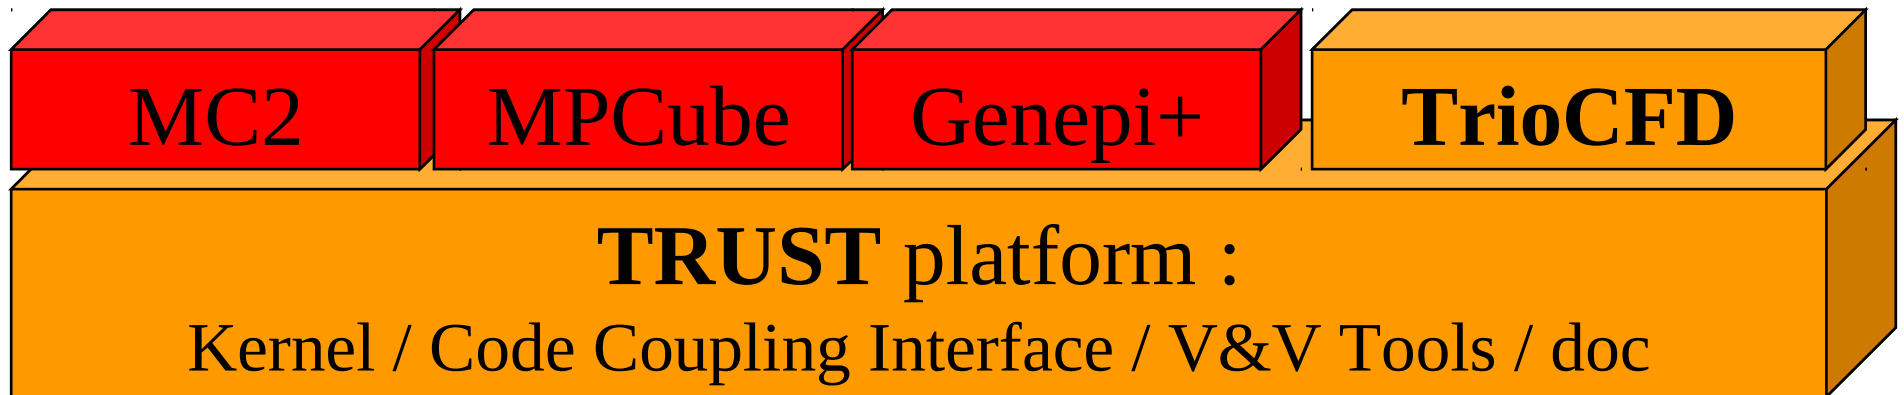 MC2 MPCube Genepi+ TrioCFD
TRUST platform :
Kernel / Code Coupling Interface / V&V Tools / doc